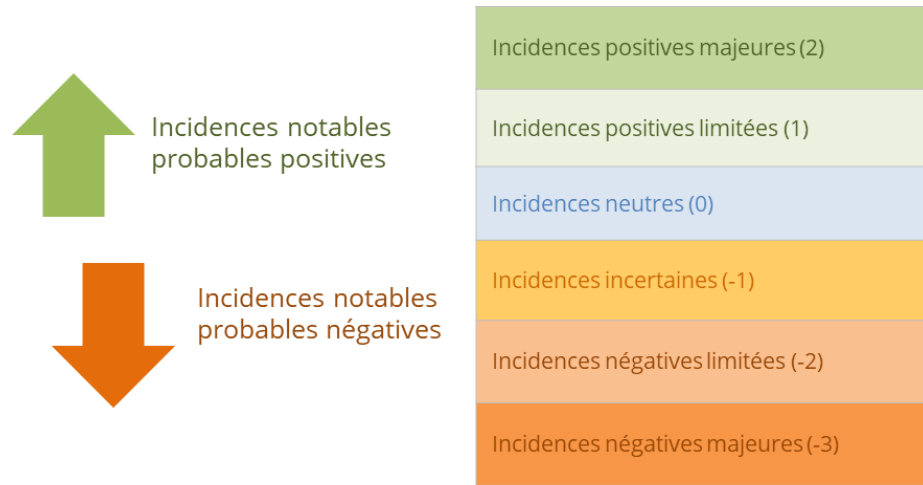 Incidences notables
probables positives
Incidences notables
probables négatives
Incidences positives majeures (2)
Incidences positives limitées (1)
Incidences neutres (0)
Incidences incertaines (-1)
Incidences négatives limitées (-2)
Incidences négatives majeures (-3)